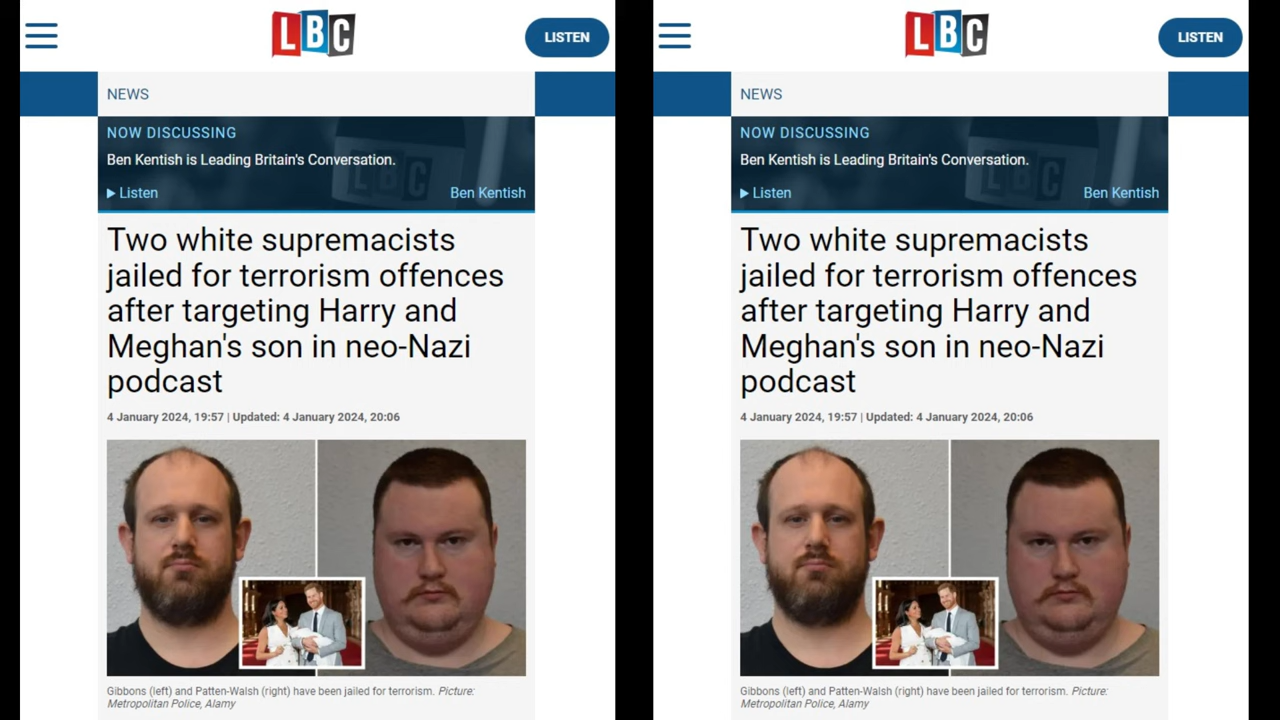 LBC
LISTEN
NEWS
NOW DISCUSSING
Ben Kentish is Leading Britain's Conversation.
Listen
Ben Kentish
Two white supremacists
jailed for terrorism offences
after targeting Harry and
Meghan's son in neo-Nazi
podcast
4 January 2024, 19:57 | Updated: 4 January 2024, 20:06
Gibbons (left) and Patten-Walsh (right) have been jailed for terrorism. Picture:
Metropolitan Police, Alamy
LBC
LISTEN
NEWS
NOW DISCUSSING
Ben Kentish is Leading Britain's Conversation.
Listen
Ben Kentish
Two white supremacists
jailed for terrorism offences
after targeting Harry and
Meghan's son in neo-Nazi
podcast
4 January 2024, 19:57 | Updated: 4 January 2024, 20:06
Gibbons (left) and Patten-Walsh (right) have been jailed for terrorism. Picture:
Metropolitan Police, Alamy